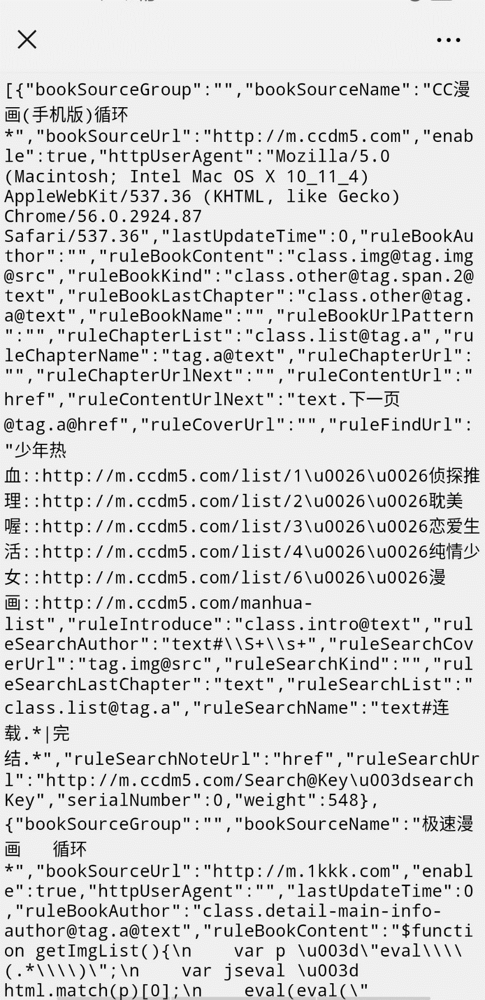 [{"bookSourceGroup":"","bookSourceName":"CC漫
画(手机版)循环
*","bookSourceUrl":"http://m.ccdm5.com","enab
le":true,"httpUserAgent":"Mozilla/5.0
(Macintosh; Intel Mac OS X 10_11_4)
AppleWebKit/537.36 (KHTML, like Gecko)
Chrome/56.0.2924.87
Safari/537.36","lastUpdateTime":0,"ruleBookAu
thor":"","ruleBookContent":"class.img@tag.img
@src","ruleBookKind":"class.other@tag.span.2@
text","ruleBookLastChapter":"class.other@tag.
a@text","ruleBookName":"","ruleBookUrlPattern
":"","ruleChapterList":"class.list@tag.a","ru
leChapterName":"tag.a@text","ruleChapterUrl":
"","ruleChapterUrlNext":"","ruleContentUrl":"
href","ruleContentUrlNext":"text.下一页
@tag.a@href","ruleCoverUrl":"","ruleFindUrl":
"少年热
血::http://m.ccdm5.com/list/1\u0026\u0026侦探推
理::http://m.ccdm5.com/list/2\u0026\u0026耽美
喔::http://m.ccdm5.com/list/3\u0026\u0026恋爱生
活::http://m.ccdm5.com/list/4\u0026\u0026纯情少
女::http://m.ccdm5.com/list/6\u0026\u0026漫
画::http://m.ccdm5.com/manhua-
list","ruleIntroduce":"class.intro@text","rul
eSearchAuthor":"text#\\S+\\s+","ruleSearchCov
erUrl":"tag.img@src","ruleSearchKind":"","rul
eSearchLastChapter":"text","ruleSearchList":"
class.list@tag.a","ruleSearchName":"text#连
载.*|完
结.*","ruleSearchNoteUrl":"href","ruleSearchUr
l":"http://m.ccdm5.com/Search@Key\u003dsearch
Key","serialNumber":0,"weight":548},
{"bookSourceGroup":"","bookSourceName":"极速漫
画   循环
*","bookSourceUrl":"http://m.1kkk.com","enabl
e":true,"httpUserAgent":"","lastUpdateTime":0
,"ruleBookAuthor":"class.detail-main-info-
author@tag.a@text","ruleBookContent":"$functi
on getImgList(){\n    var p \u003d\"eval\\\\
(.*\\\\)\";\n    var jseval \u003d
html.match(p)[0];\n    eval(eval(\"